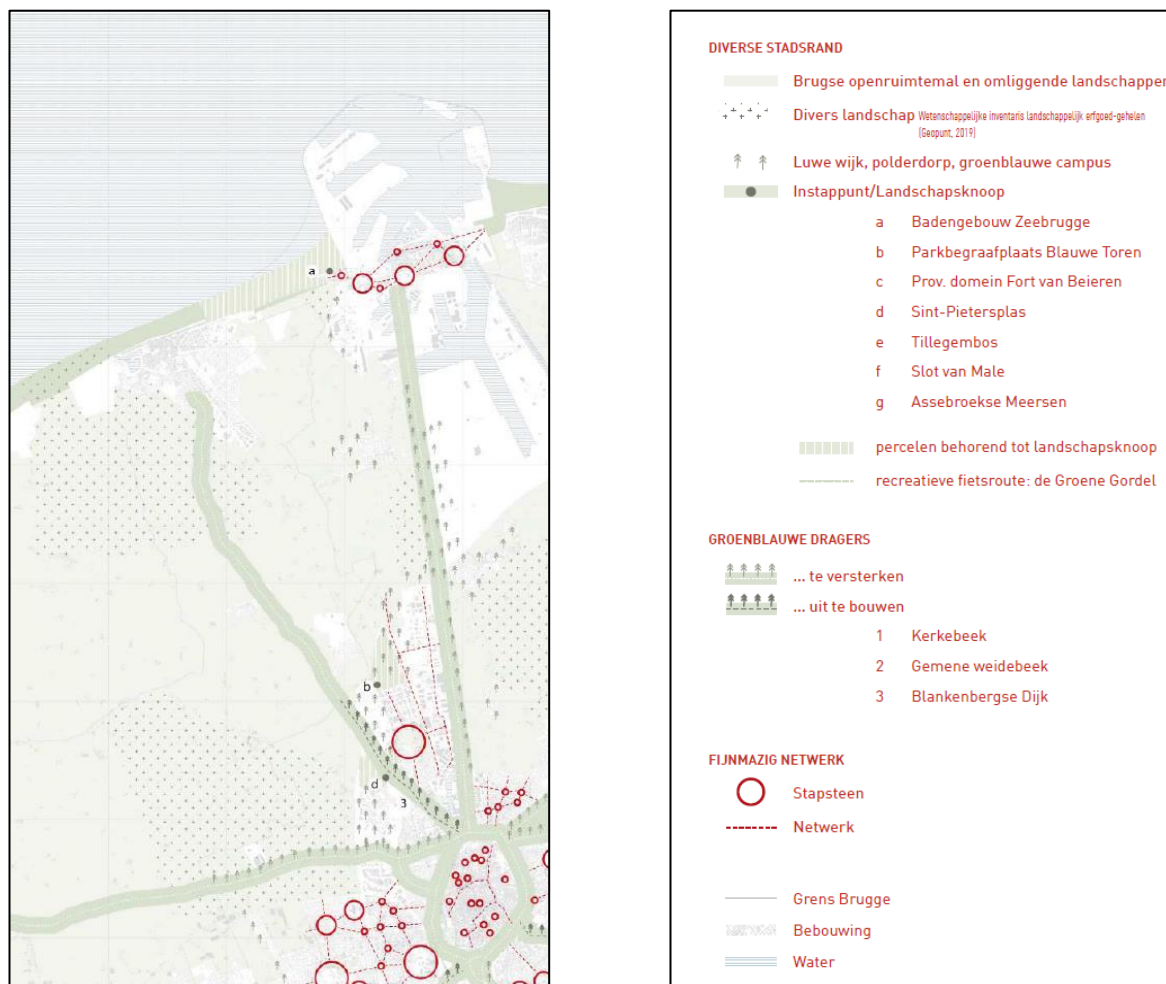 a
b
d
3
DIVERSE STADSRAND
Brugse openruimtemal en omliggende landschappen
Divers landschap Wetenschappelijke inventaris landschappelijk erfgoed-gehelen
(Geopunt, 2019)
Luwe wijk, polderdorp, groenblauwe campus
Instappunt/Landschapsknoop
a Badengebouw Zeebrugge
b Parkbegraafplaats Blauwe Toren
c Prov. domein Fort van Beieren
d Sint-Pietersplas
e Tillegembos
f Slot van Male
g Assebroekse Meersen
percelen behorend tot landschapsknoop
recreatieve fietsroute: de Groene Gordel
GROENBLAUWE DRAGERS
... te versterken
... uit te bouwen
1 Kerkebeek
2 Gemene weidebeek
3 Blankenbergse Dijk
FIJNMAZIG NETWERK
Stapsteen
Netwerk
Grens Brugge
Bebouwing
Water